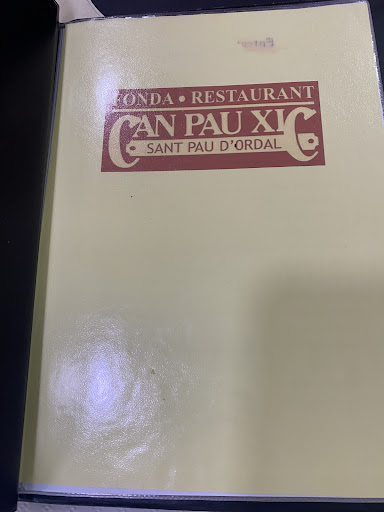 FONDA • RESTAURANT
CAN PAU XIC
SANT PAU D'ORDAL